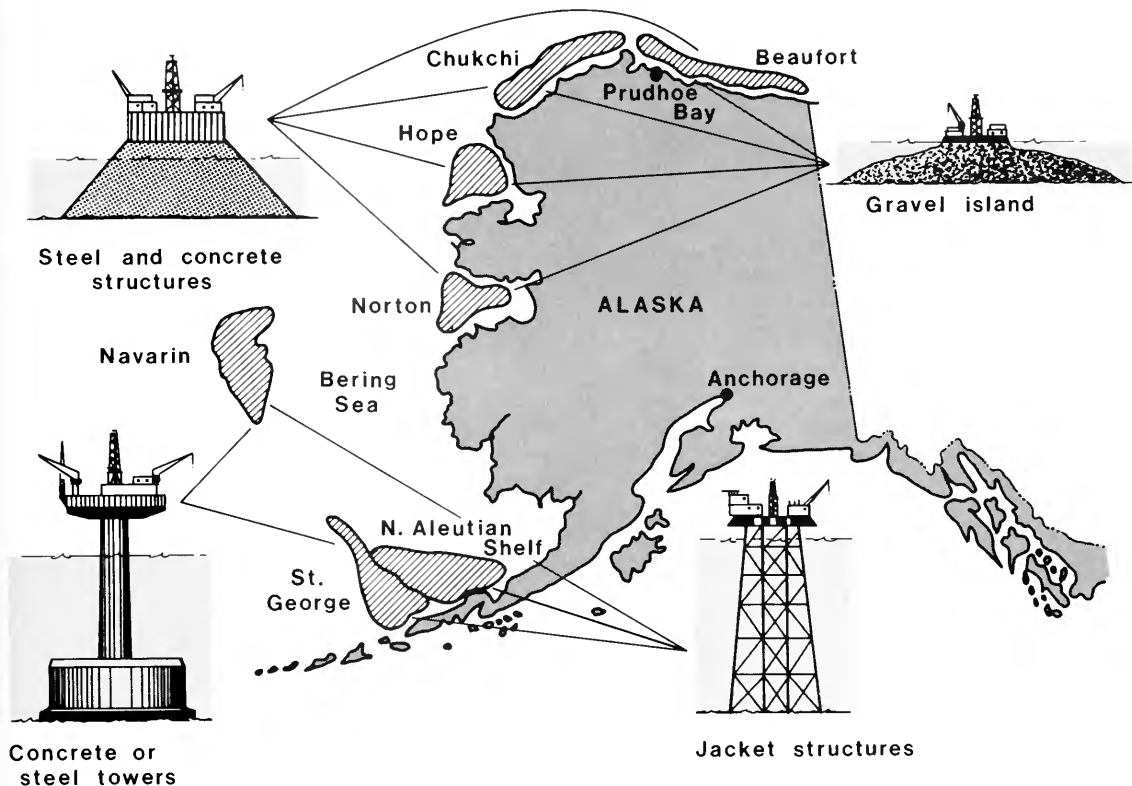 Chukchi
Beaufort
Prudhoe
Bay
Hope
Gravel island
Steel and concrete
structures
Norton
ALASKA
Navarin
Bering
Sea
Anchorage
N. Aleutian
Shelf
St.
George
Jacket structures
Concrete or
steel towers